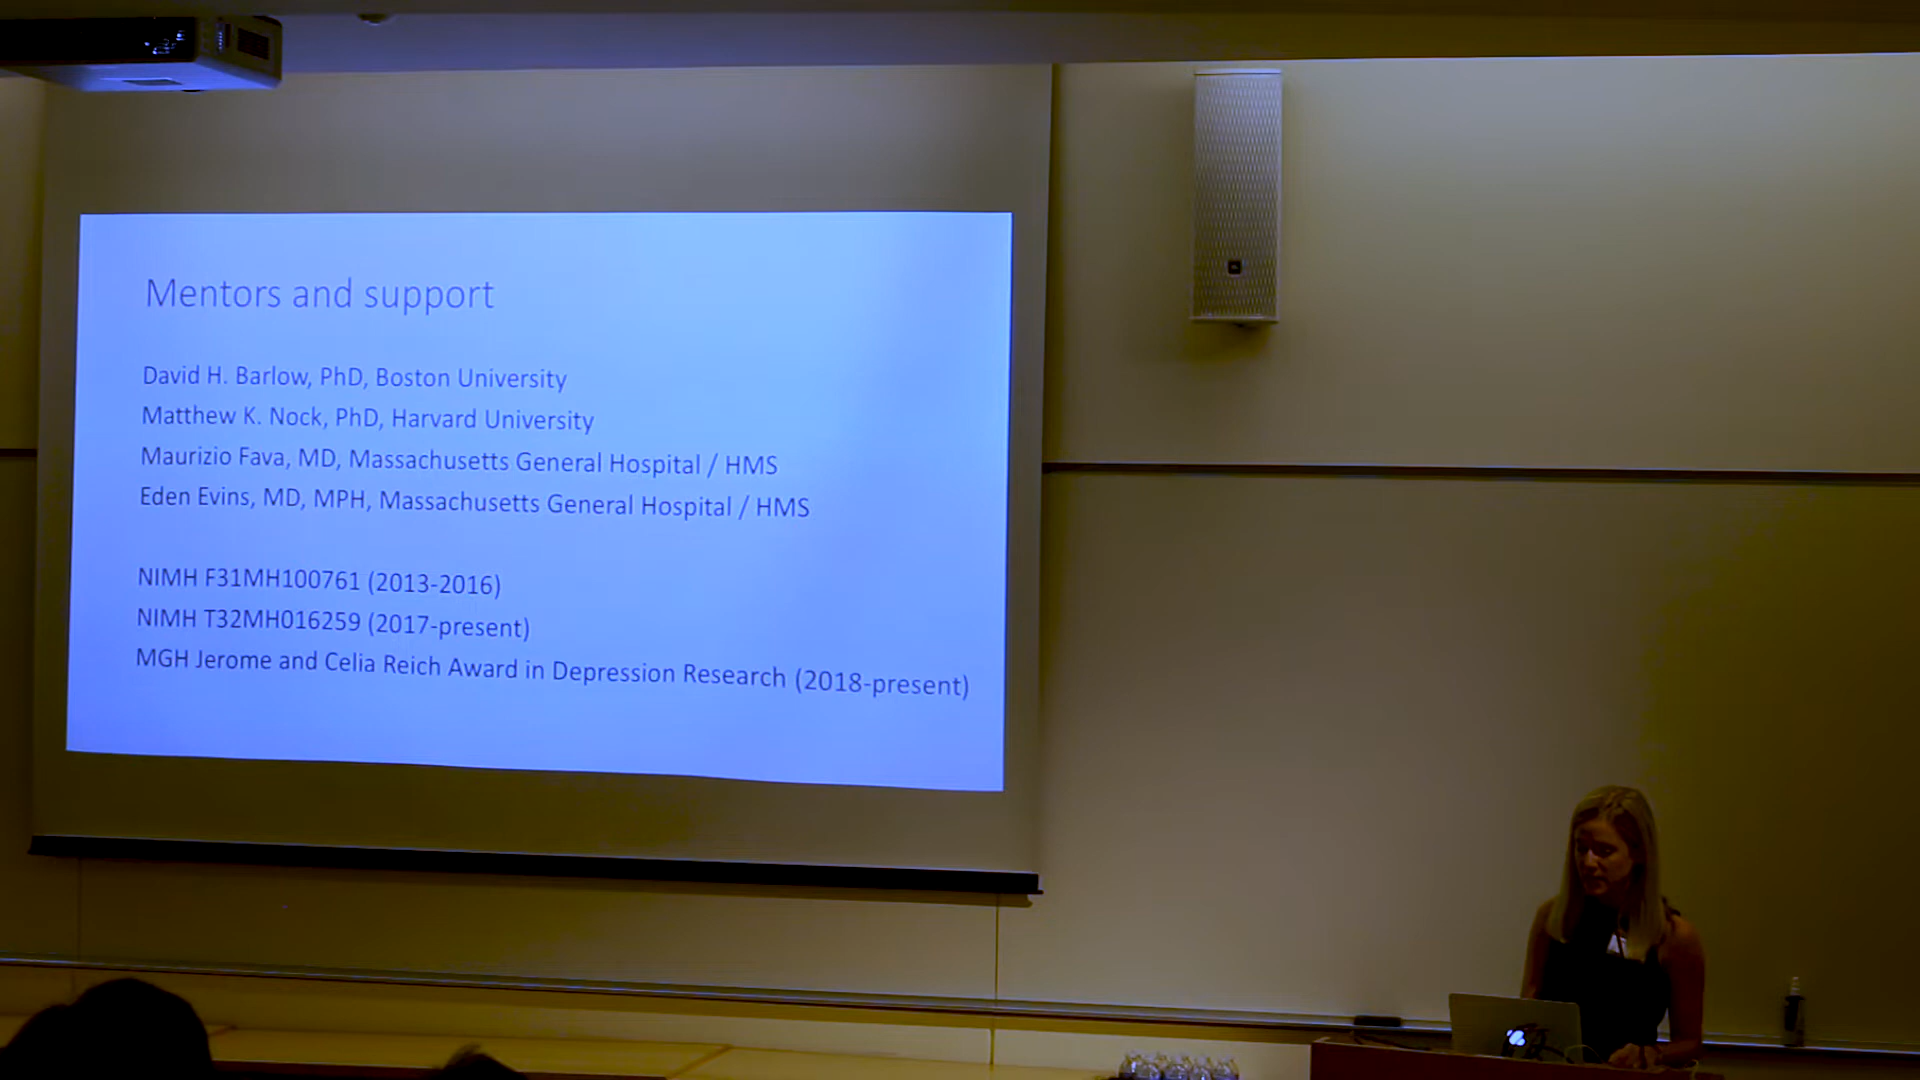 Mentors and support
David H. Barlow, PhD, Boston University
Matthew K. Nock, PhD, Harvard University
Maurizio Fava, MD, Massachusetts General Hospital / HMS
Eden Evins, MD, MPH, Massachusetts General Hospital / HMS
NIMH F31MH100761 (2013-2016)
NIMH T32MH016259 (2017-present)
MGH Jerome and Celia Reich Award in Depression Research (2018-present)